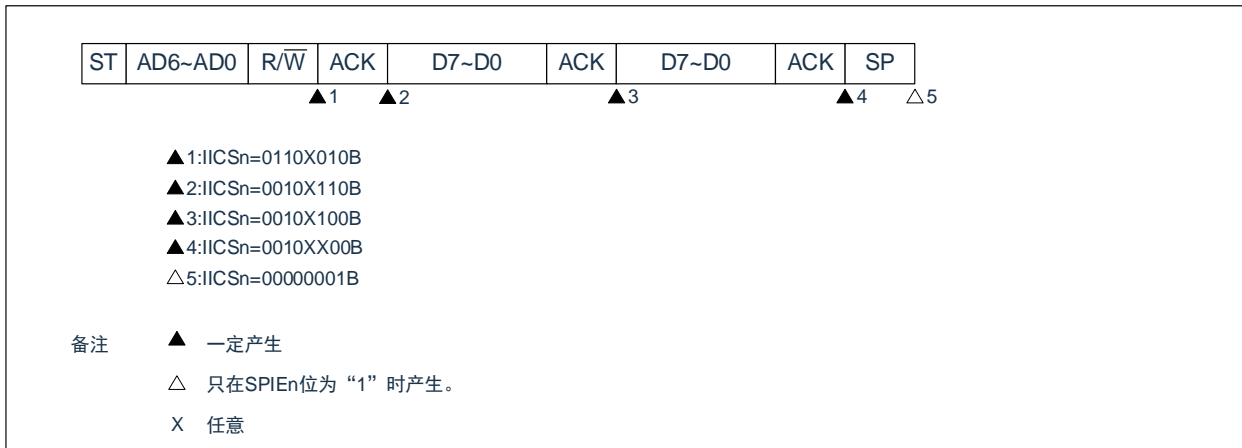 ST AD6~AD0 R/W̅ ACK D7~D0 ACK D7~D0 ACK SP
▲1 ▲2 ▲3 ▲4 △5
▲1:IICSn=0110X010B
▲2:IICSn=0010X110B
▲3:IICSn=0010X100B
▲4:IICSn=0010XX00B
△5:IICSn=00000001B
备注 ▲ 一定产生
△ 只在SPIEn位为“1”时产生。
X 任意